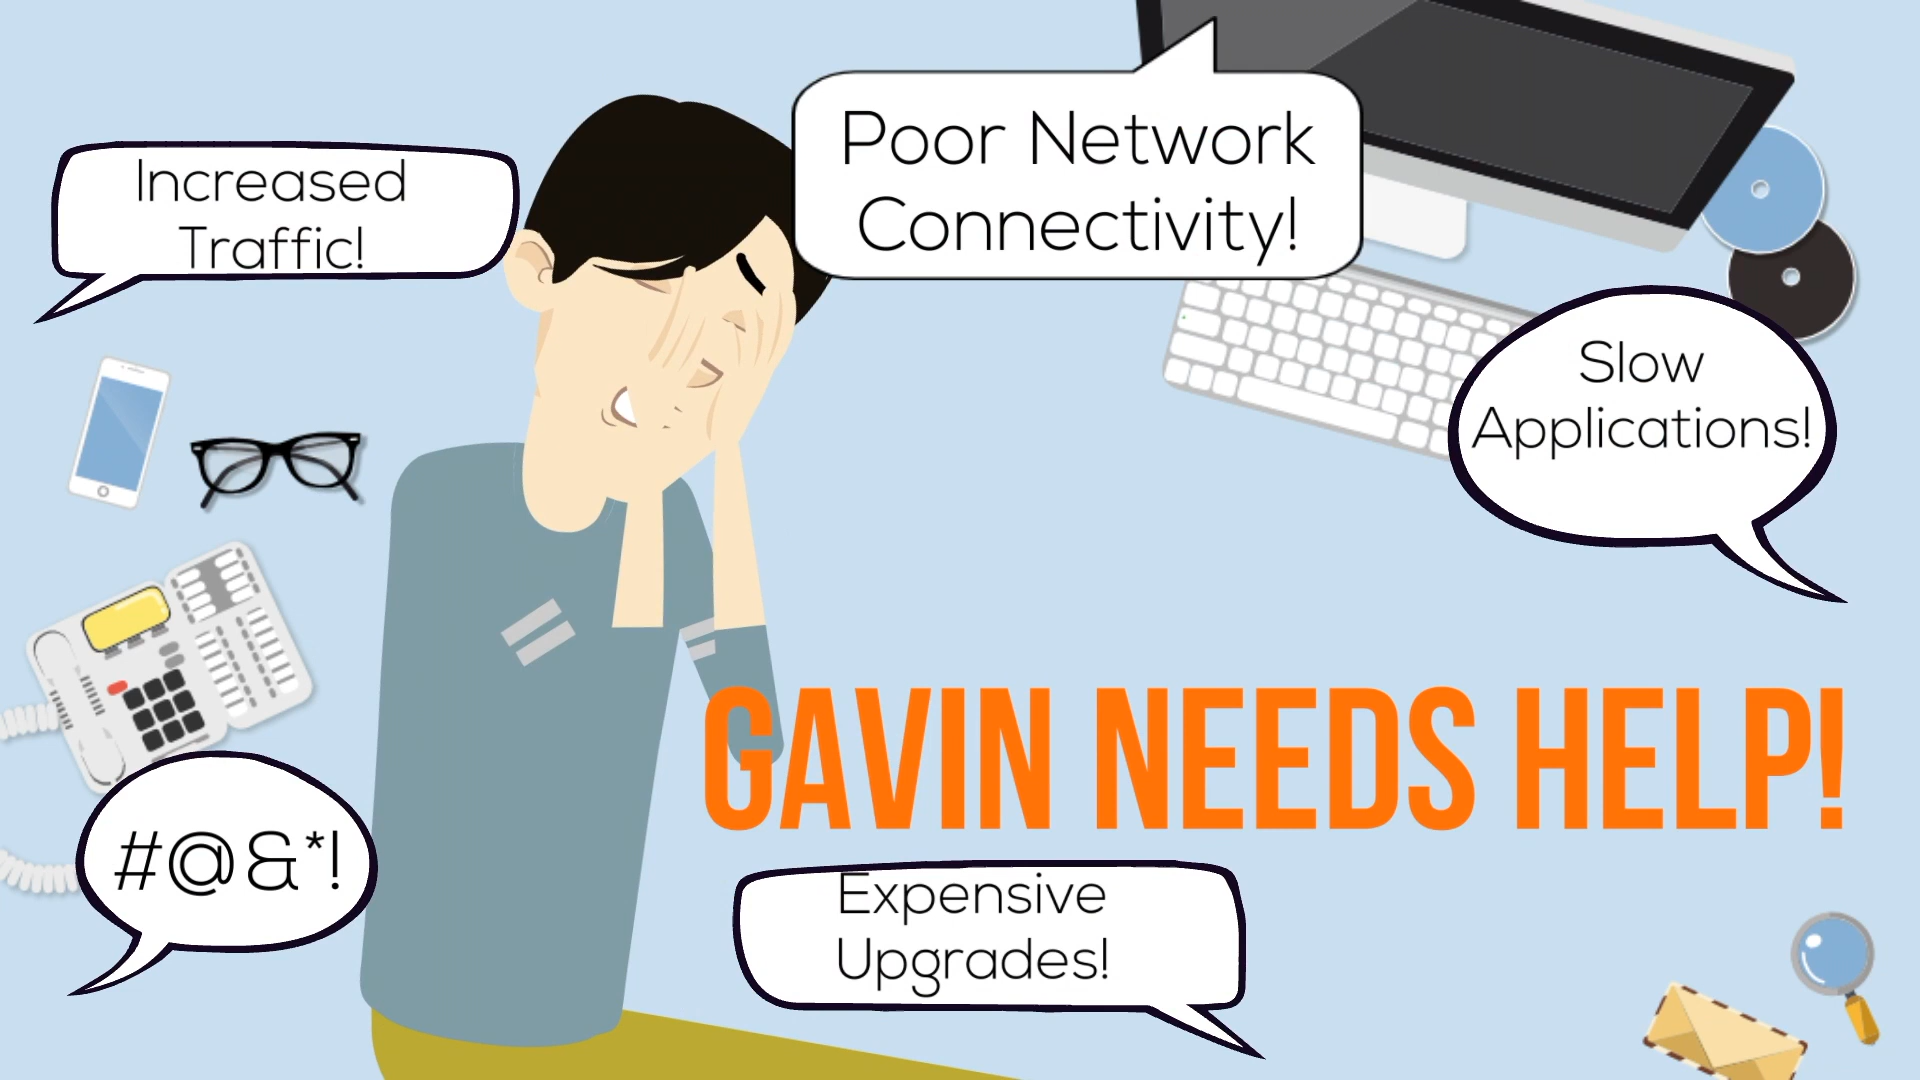 Increased
Traffic!
Poor Network
Connectivity!
Slow
Applications!
GAVIN NEEDS HELP!
#@&*!
Expensive
Upgrades!